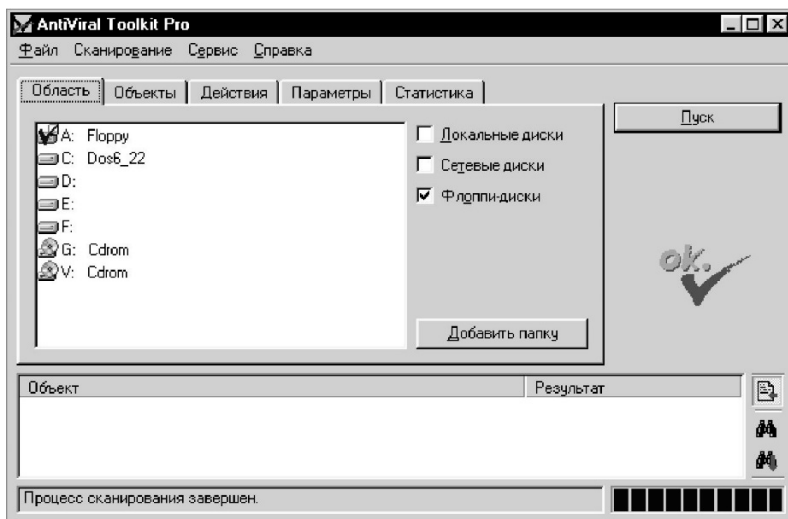 AntiViral Toolkit Pro
Файл Сканирование Сервис Справка
Область Объекты Действия Параметры Статистика
A: Floppy
C: Dos6_22
D:
E:
F:
G: Cdrom
V: Cdrom
Локальные диски
Сетевые диски
Флоппи-диски
Добавить папку
Пуск
ok.
Объект Результат
Процесс сканирования завершен.